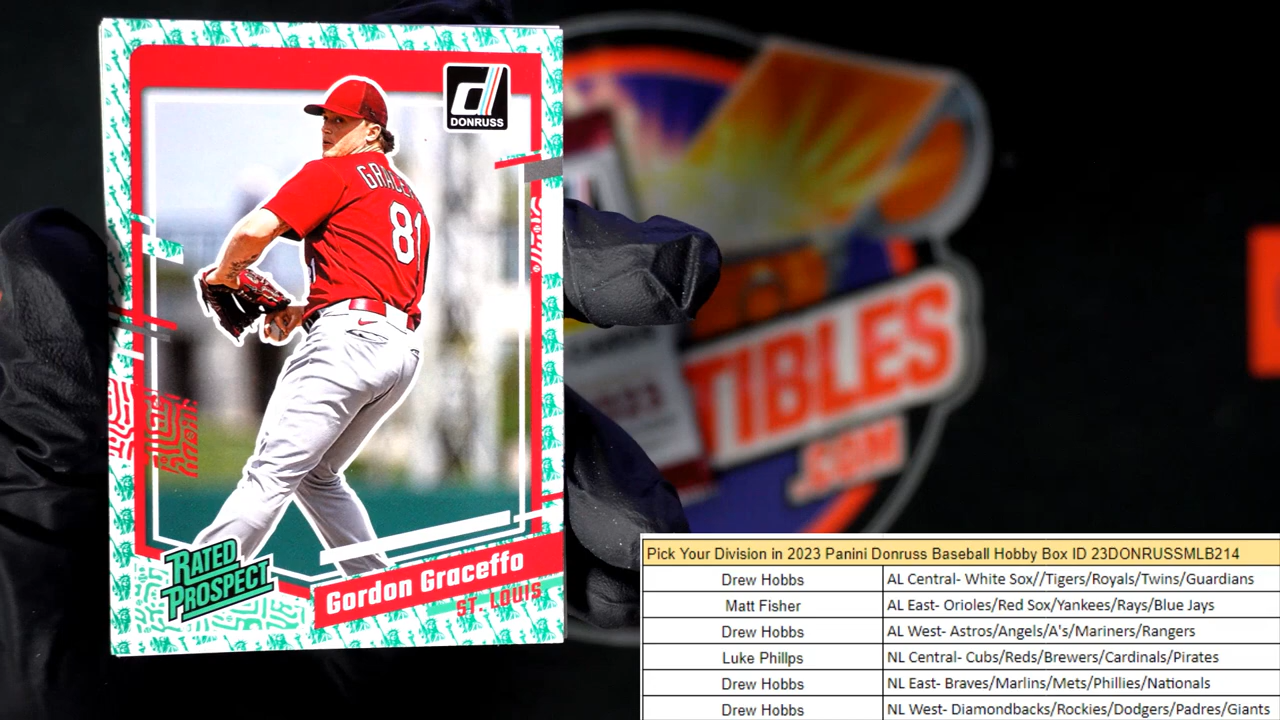 DONRUSS
81
RATED
PROSPECT
Gordon Graceffo
ST. LOUIS
TIBLES
.COM
Pick Your Division in 2023 Panini Donruss Baseball Hobby Box ID 23DONRUSSMLB214
Drew Hobbs AL Central- White Sox//Tigers/Royals/Twins/Guardians
Matt Fisher AL East- Orioles/Red Sox/Yankees/Rays/Blue Jays
Drew Hobbs AL West- Astros/Angels/A's/Mariners/Rangers
Luke Phillps NL Central- Cubs/Reds/Brewers/Cardinals/Pirates
Drew Hobbs NL East- Braves/Marlins/Mets/Phillies/Nationals
Drew Hobbs NL West- Diamondbacks/Rockies/Dodgers/Padres/Giants